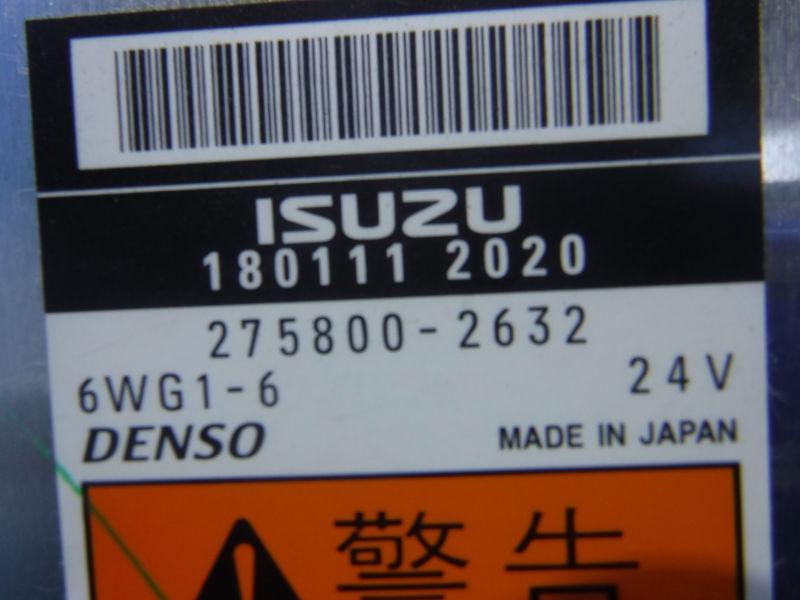 ISUZU
180111 2020
275800-2632
6WG1-6 24V
DENSO MADE IN JAPAN
警告